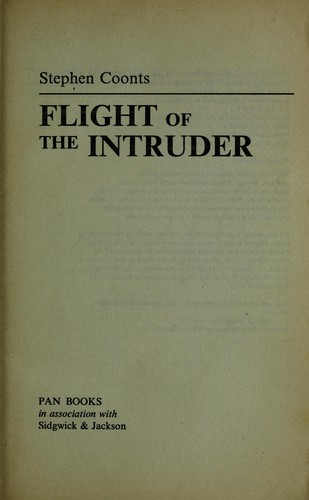 Stephen Coonts
FLIGHT OF
THE INTRUDER
PAN BOOKS
in association with
Sidgwick & Jackson